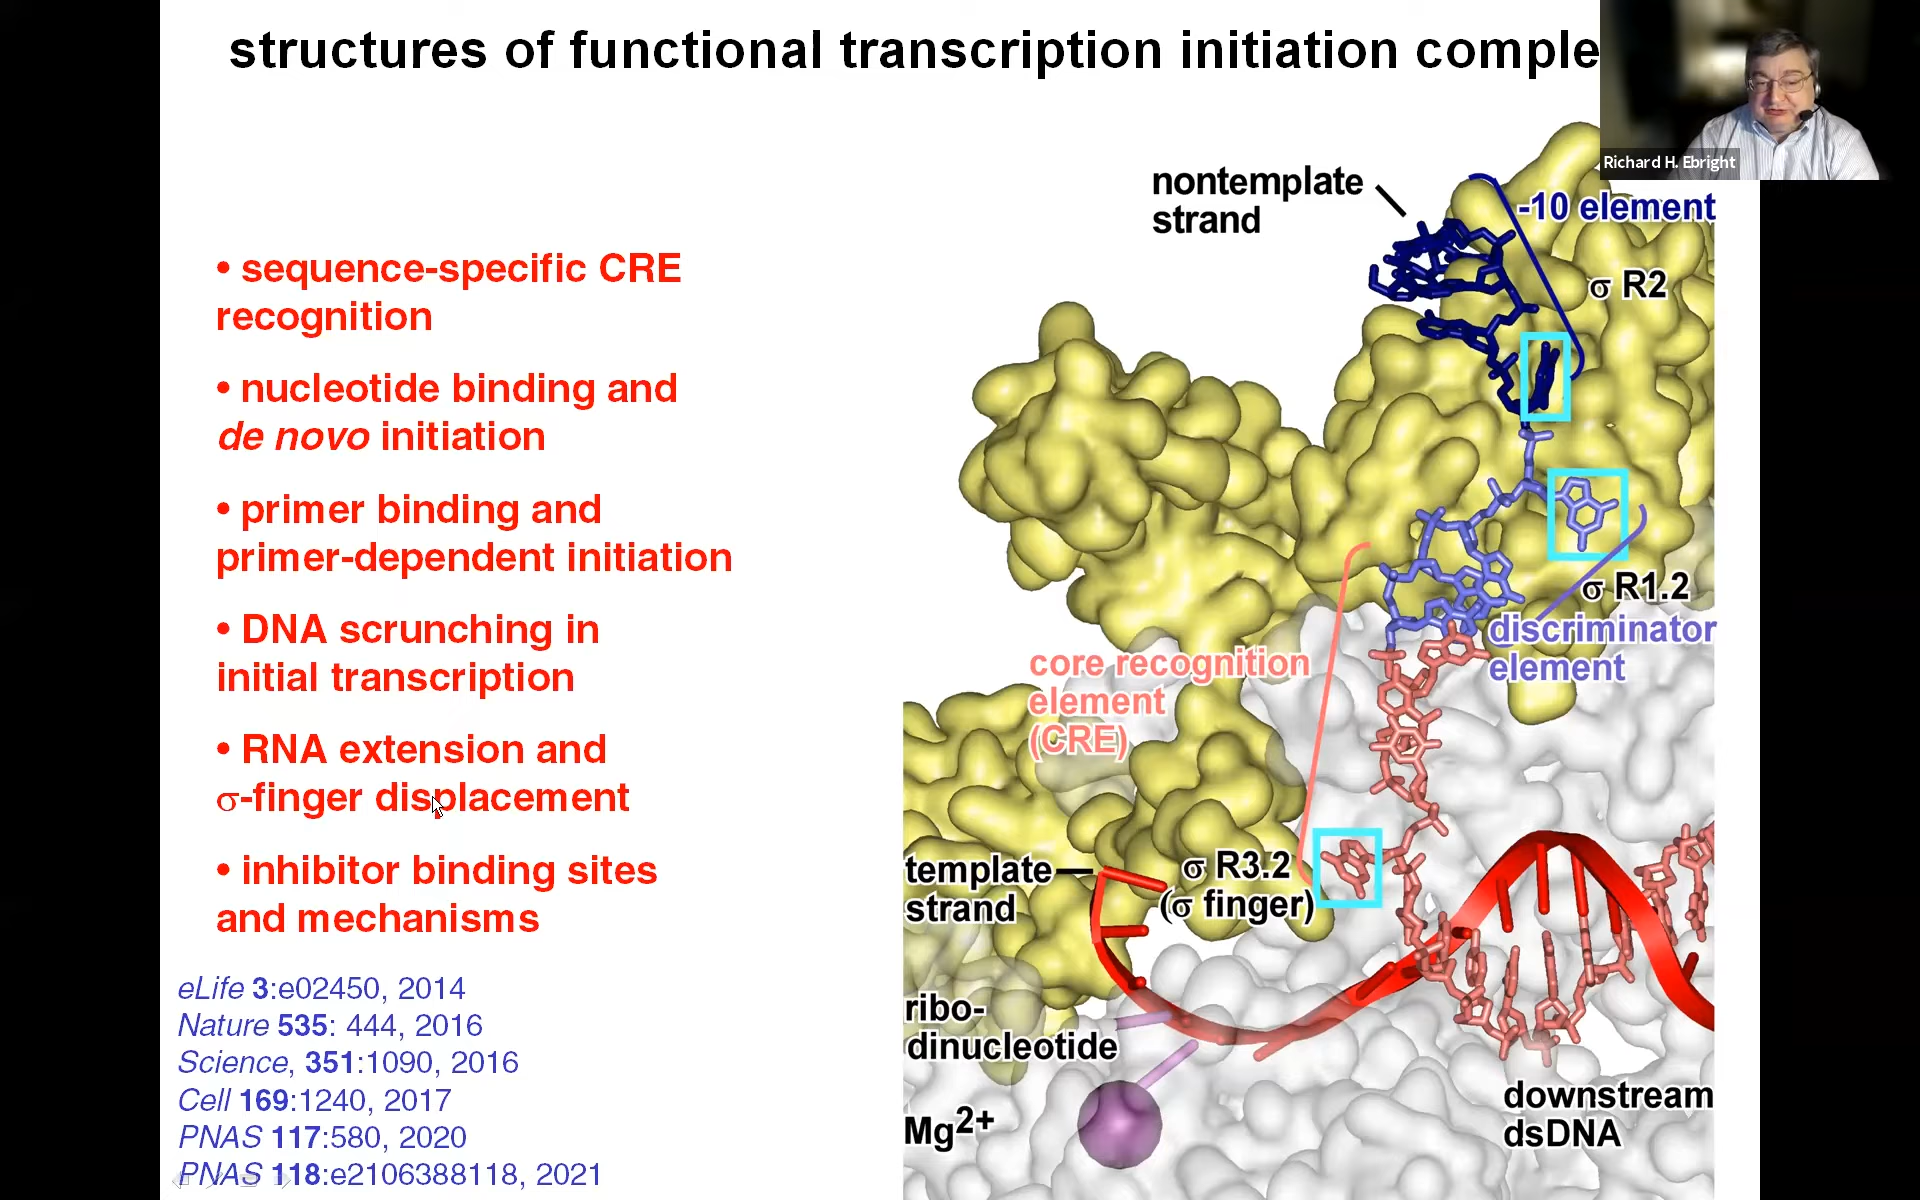 structures of functional transcription initiation comple
Richard H. Ebright
• sequence-specific CRE
recognition
• nucleotide binding and
de novo initiation
• primer binding and
primer-dependent initiation
• DNA scrunching in
initial transcription
• RNA extension and
σ-finger displacement
• inhibitor binding sites
and mechanisms
eLife 3:e02450, 2014
Nature 535: 444, 2016
Science, 351:1090, 2016
Cell 169:1240, 2017
PNAS 117:580, 2020
PNAS 118:e2106388118, 2021
nontemplate
strand
-10 element
σ R2
σ R1.2
discriminator
element
core recognition
element
(CRE)
template
strand
σ R3.2
(σ finger)
ribo-
dinucleotide
Mg2+
downstream
dsDNA